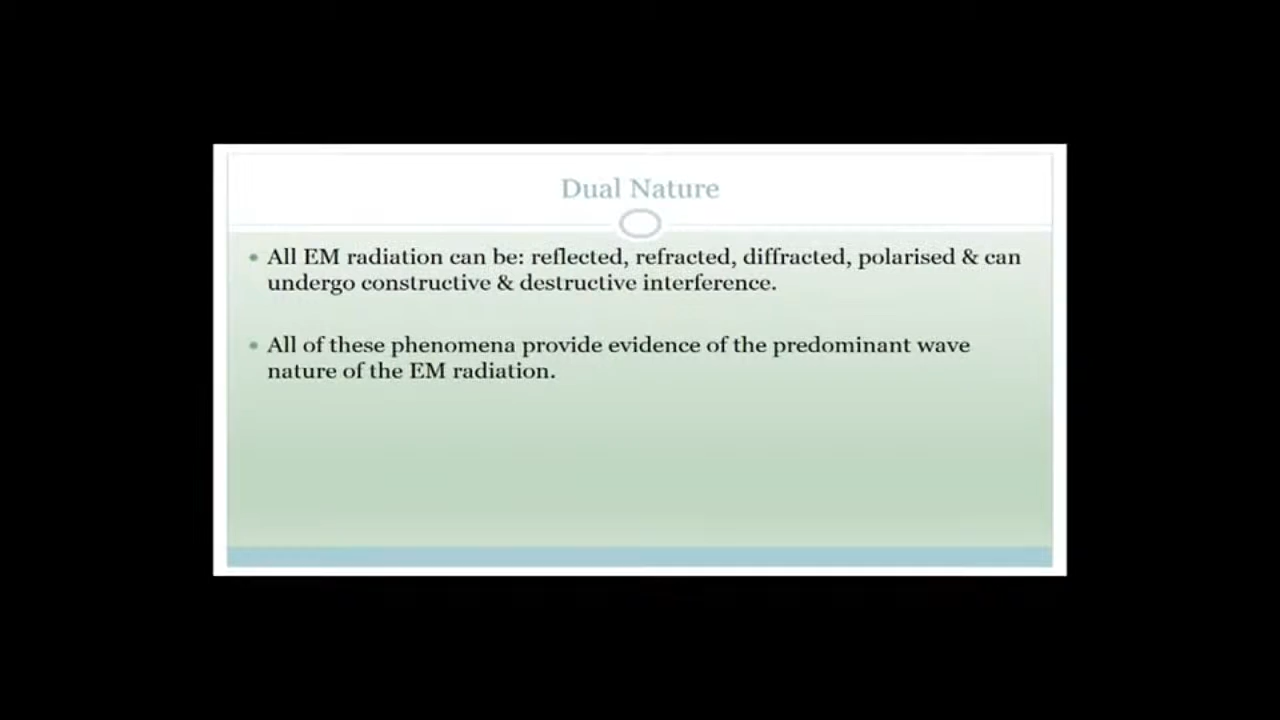 Dual Nature
• All EM radiation can be: reflected, refracted, diffracted, polarised & can
undergo constructive & destructive interference.
• All of these phenomena provide evidence of the predominant wave
nature of the EM radiation.